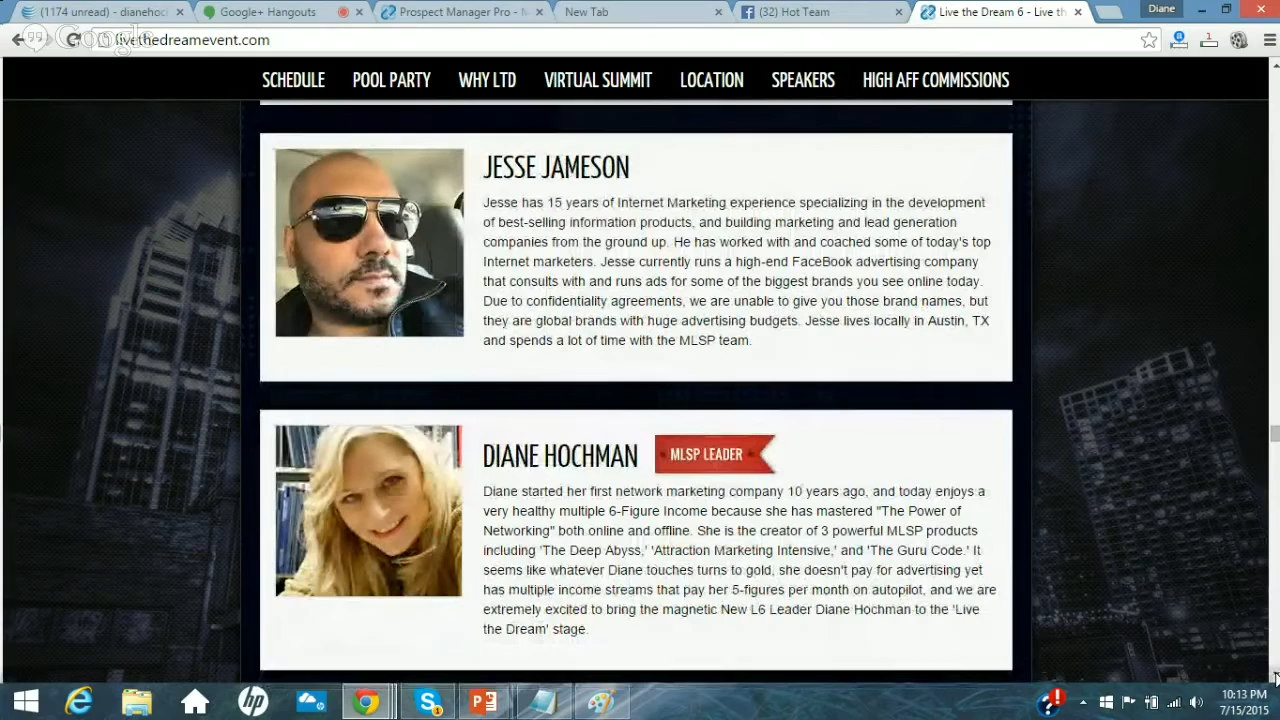 (1174 unread) - dianehoc
Google+ Hangouts
Prospect Manager Pro - N
New Tab
(32) Hot Team
Live the Dream 6 - Live th
Diane
livethedreamevent.com
Google
SCHEDULE
POOL PARTY
WHY LTD
VIRTUAL SUMMIT
LOCATION
SPEAKERS
HIGH AFF COMMISSIONS
JESSE JAMESON
Jesse has 15 years of Internet Marketing experience specializing in the development
of best-selling information products, and building marketing and lead generation
companies from the ground up. He has worked with and coached some of today's top
Internet marketers. Jesse currently runs a high-end FaceBook advertising company
that consults with and runs ads for some of the biggest brands you see online today.
Due to confidentiality agreements, we are unable to give you those brand names, but
they are global brands with huge advertising budgets. Jesse lives locally in Austin, TX
and spends a lot of time with the MLSP team.
DIANE HOCHMAN
MLSP LEADER
Diane started her first network marketing company 10 years ago, and today enjoys a
very healthy multiple 6-Figure Income because she has mastered "The Power of
Networking" both online and offline. She is the creator of 3 powerful MLSP products
including 'The Deep Abyss,' 'Attraction Marketing Intensive,' and 'The Guru Code.' It
seems like whatever Diane touches turns to gold, she doesn't pay for advertising yet
has multiple income streams that pay her 5-figures per month on autopilot, and we are
extremely excited to bring the magnetic New L6 Leader Diane Hochman to the 'Live
the Dream' stage.
10:13 PM
7/15/2015